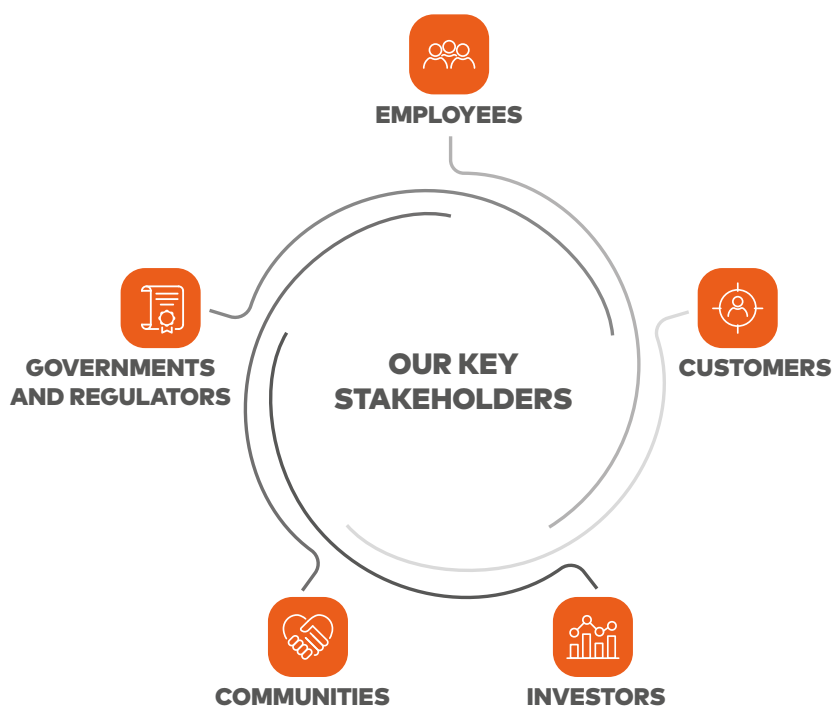 EMPLOYEES
GOVERNMENTS
AND REGULATORS
OUR KEY
STAKEHOLDERS
CUSTOMERS
COMMUNITIES
INVESTORS